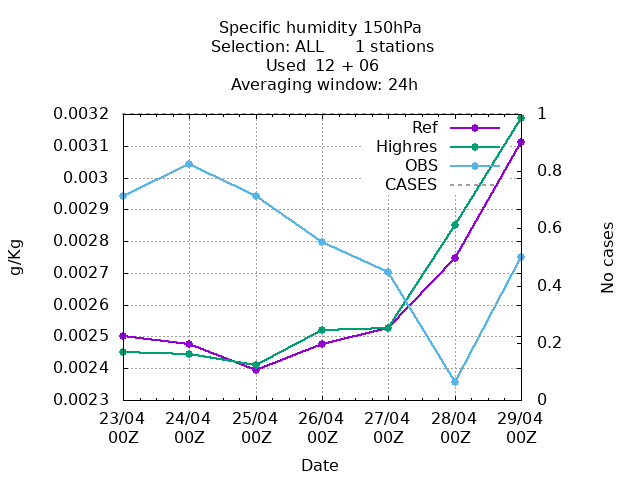 Specific humidity 150hPa
Selection: ALL 1 stations
Used 12 + 06
Averaging window: 24h
g/Kg
0.0032
0.0031
0.003
0.0029
0.0028
0.0027
0.0026
0.0025
0.0024
0.0023
Ref
Highres
OBS
CASES
1
0.8
0.6
0.4
0.2
0
No cases
23/04 24/04 25/04 26/04 27/04 28/04 29/04
00Z 00Z 00Z 00Z 00Z 00Z 00Z
Date